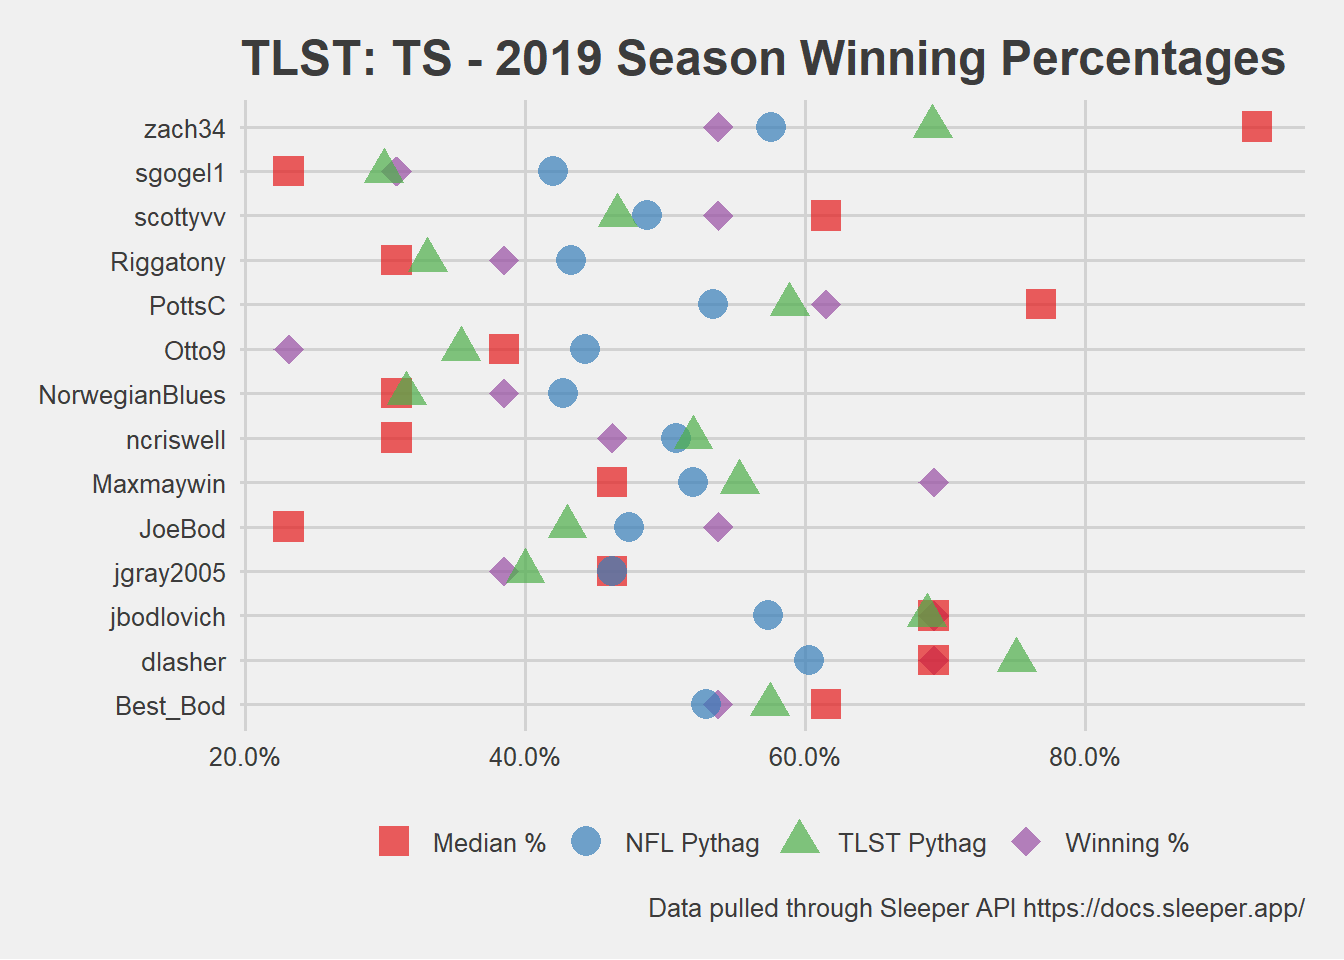 TLST: TS - 2019 Season Winning Percentages
zach34
sgogel1
scottyvv
Riggatony
PottsC
Otto9
NorwegianBlues
ncriswell
Maxmaywin
JoeBod
jgray2005
jbodlovich
dlasher
Best_Bod
20.0% 40.0% 60.0% 80.0%
Median % NFL Pythag TLST Pythag Winning %
Data pulled through Sleeper API https://docs.sleeper.app/